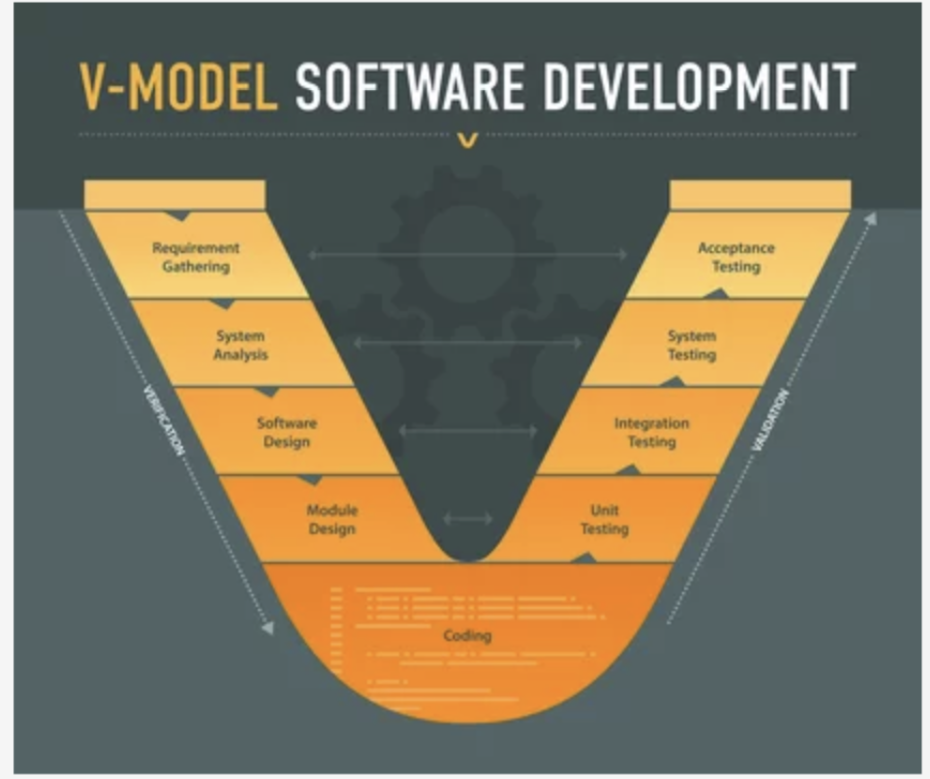 V-MODEL SOFTWARE DEVELOPMENT
Requirement
Gathering
System
Analysis
Software
Design
Module
Design
Coding
Unit
Testing
Integration
Testing
System
Testing
Acceptance
Testing
VERIFICATION
VALIDATION